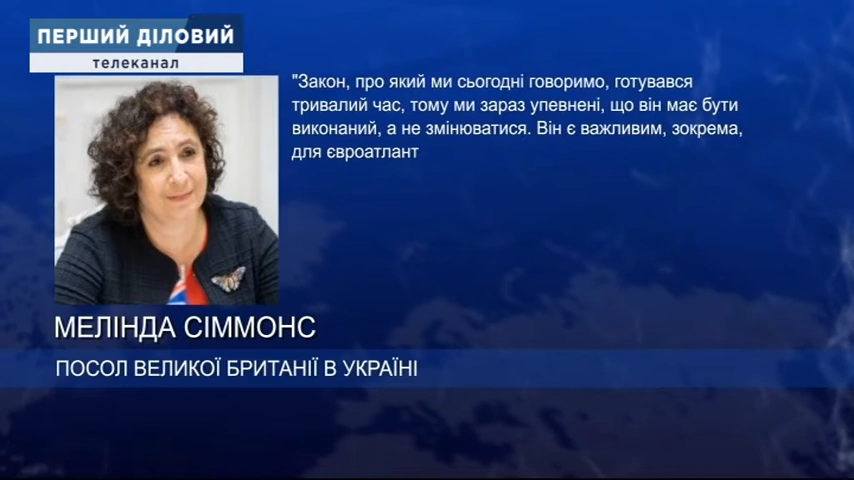 ПЕРШИЙ ДІЛОВИЙ
телеканал
"Закон, про який ми сьогодні говоримо, готувався
тривалий час, тому ми зараз упевнені, що він має бути
виконаний, а не змінюватися. Він є важливим, зокрема,
для євроатлант
МЕЛІНДА СІММОНС
ПОСОЛ ВЕЛИКОЇ БРИТАНІЇ В УКРАЇНІ